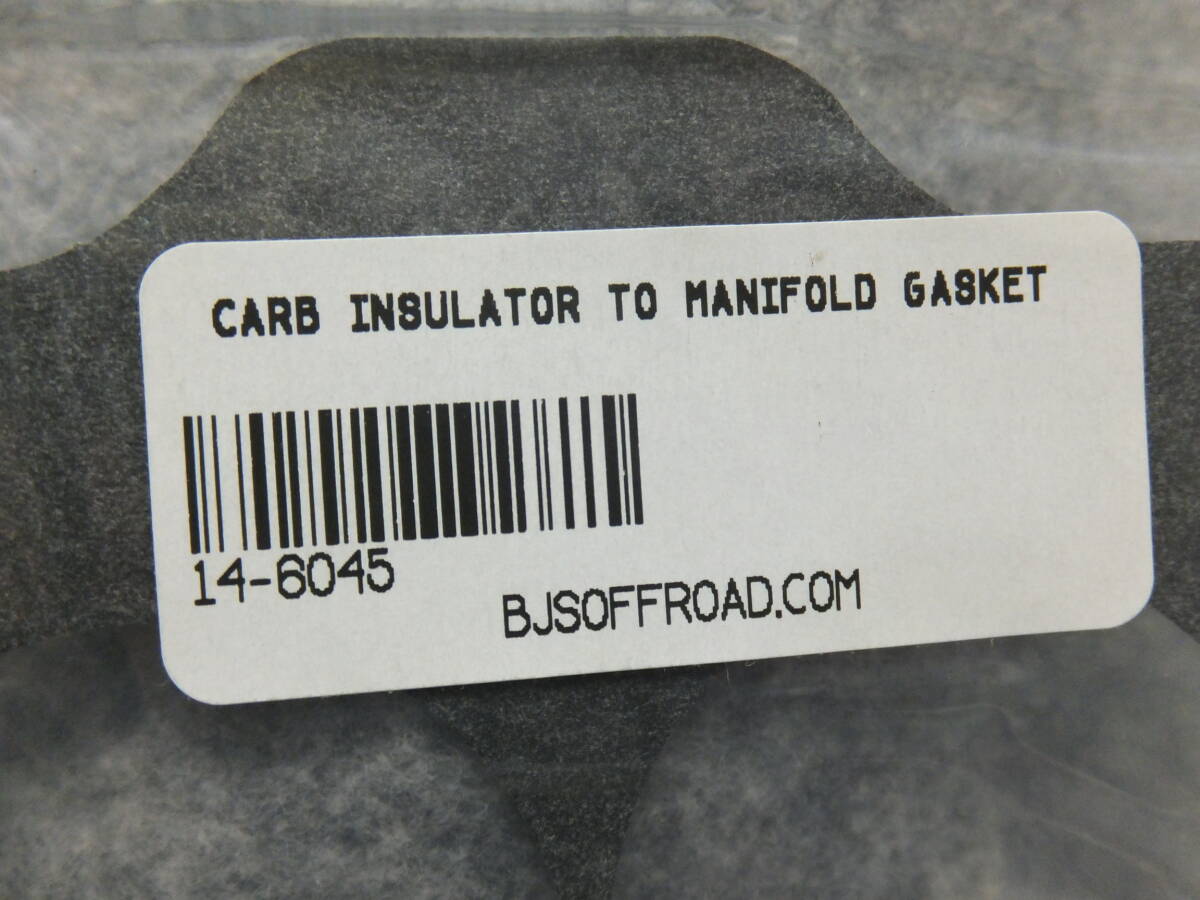 CARB INSULATOR TO MANIFOLD GASKET
14-6045
BJSOFFROAD.COM